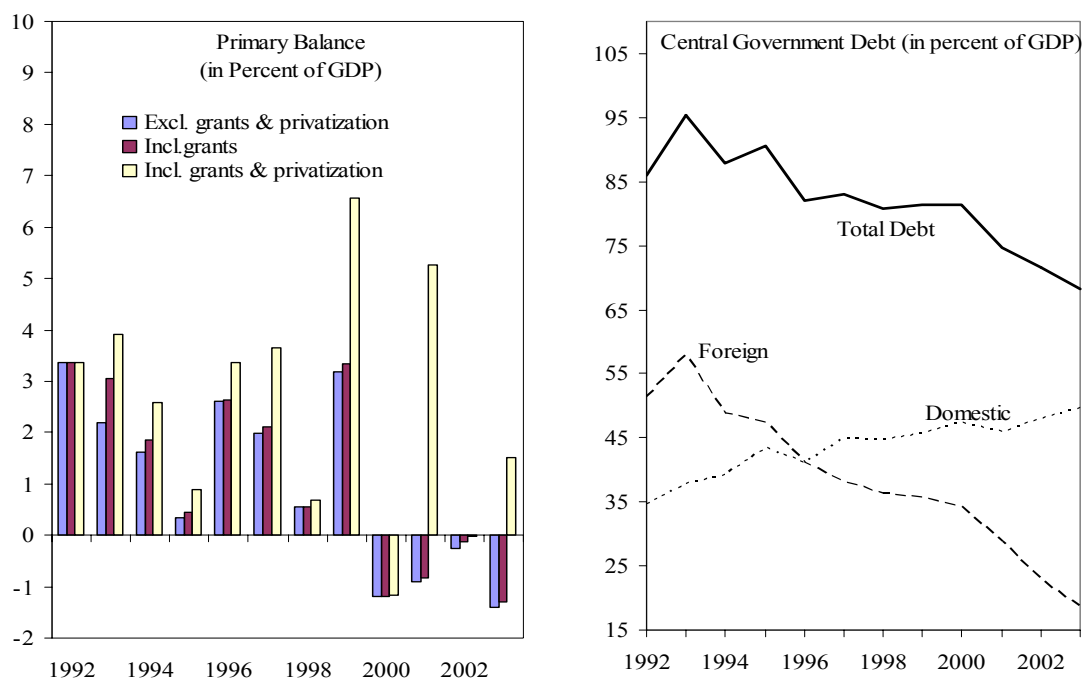 Primary Balance
(in Percent of GDP)
Excl. grants & privatization
Incl.grants
Incl. grants & privatization
10
9
8
7
6
5
4
3
2
1
0
-1
-2
1992 1994 1996 1998 2000 2002
Central Government Debt (in percent of GDP)
Total Debt
Foreign
Domestic
105
95
85
75
65
55
45
35
25
15
1992 1994 1996 1998 2000 2002